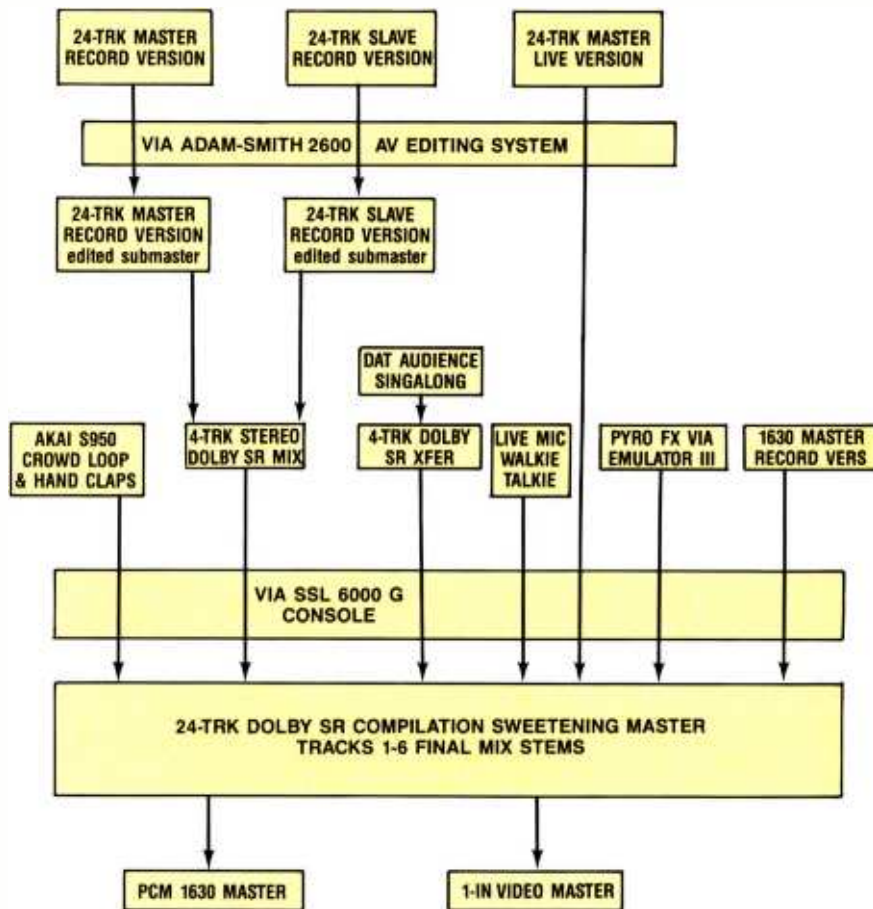 24-TRK MASTER
RECORD VERSION
24-TRK SLAVE
RECORD VERSION
24-TRK MASTER
LIVE VERSION
VIA ADAM-SMITH 2600 AV EDITING SYSTEM
24-TRK MASTER
RECORD VERSION
edited submaster
24-TRK SLAVE
RECORD VERSION
edited submaster
DAT AUDIENCE
SINGALONG
AKAI S950
CROWD LOOP
& HAND CLAPS
4-TRK STEREO
DOLBY SR MIX
4-TRK DOLBY
SR XFER
LIVE MIC
WALKIE
TALKIE
PYRO FX VIA
EMULATOR III
1630 MASTER
RECORD VERS
VIA SSL 6000 G
CONSOLE
24-TRK DOLBY SR COMPILATION SWEETENING MASTER
TRACKS 1-6 FINAL MIX STEMS
PCM 1630 MASTER
1-IN VIDEO MASTER